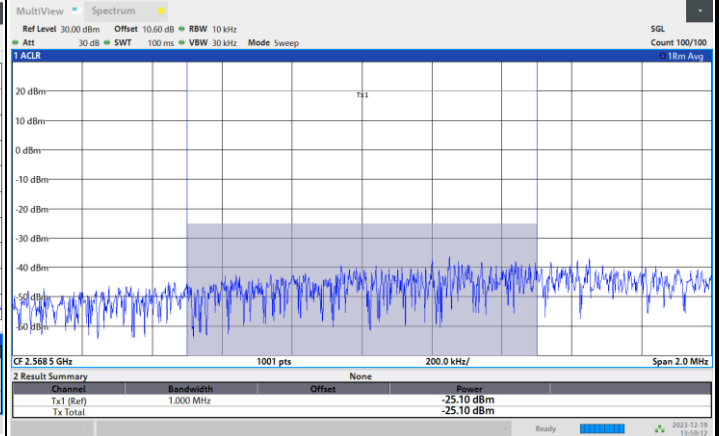 MultiView Spectrum
Ref Level 30.00 dBm Offset 10.60 dB RBW 10 kHz SGL
Att 30 dB SWT 100 ms VBW 30 kHz Mode Sweep Count 100/100
1 ACLR 1Rm Avg
Tx1
20 dBm
10 dBm
0 dBm
-10 dBm
-20 dBm
-30 dBm
-40 dBm
-50 dBm
-60 dBm
CF 2.568 5 GHz 1001 pts 200.0 kHz/ Span 2.0 MHz
2 Result Summary None
Channel Bandwidth Offset Power
Tx1 (Ref) 1.000 MHz -25.10 dBm
Tx Total -25.10 dBm
Ready 2023-12-19
13:59:12